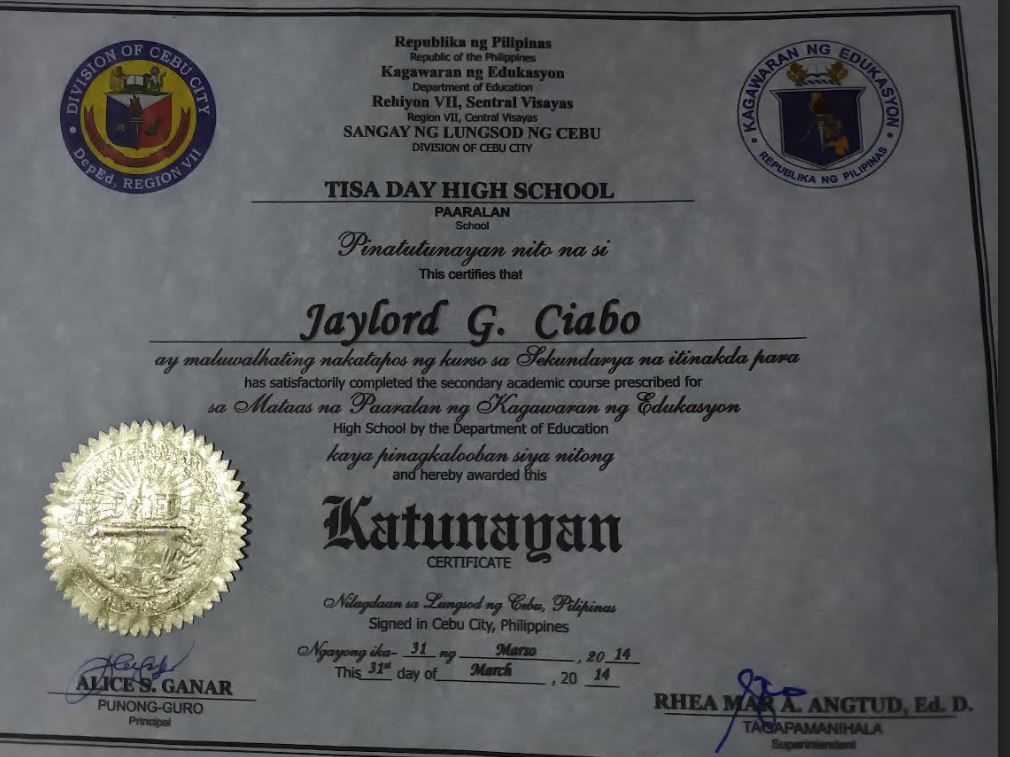 DIVISION OF CEBU CITY
DepEd, REGION VII
KAGAWARAN NG EDUKASYON
REPUBLIKA NG PILIPINAS
Republika ng Pilipinas
Republic of the Philippines
Kagawaran ng Edukasyon
Department of Education
Rehiyon VII, Sentral Visayas
Region VII, Central Visayas
SANGAY NG LUNGSOD NG CEBU
DIVISION OF CEBU CITY
TISA DAY HIGH SCHOOL
PAARALAN
School
Pinatutunayan nito na si
This certifies that
Jaylord G. Ciabo
ay maluwalhating nakatapos ng kurso sa Sekundarya na itinakda para
has satisfactorily completed the secondary academic course prescribed for
sa Mataas na Paaralan ng Kagawaran ng Edukasyon
High School by the Department of Education
kaya pinagkalooban siya nitong
and hereby awarded this
Katunayan
CERTIFICATE
Nilagdaan sa Lungsod ng Cebu, Pilipinas
Signed in Cebu City, Philippines
Ngayong ika- 31 ng Marso, 20 14
This 31st day of March, 20 14
ALICE S. GANAR
PUNONG-GURO
Principal
RHEA MAR A. ANGTUD, Ed. D.
TAGAPAMANIHALA
Superintendent